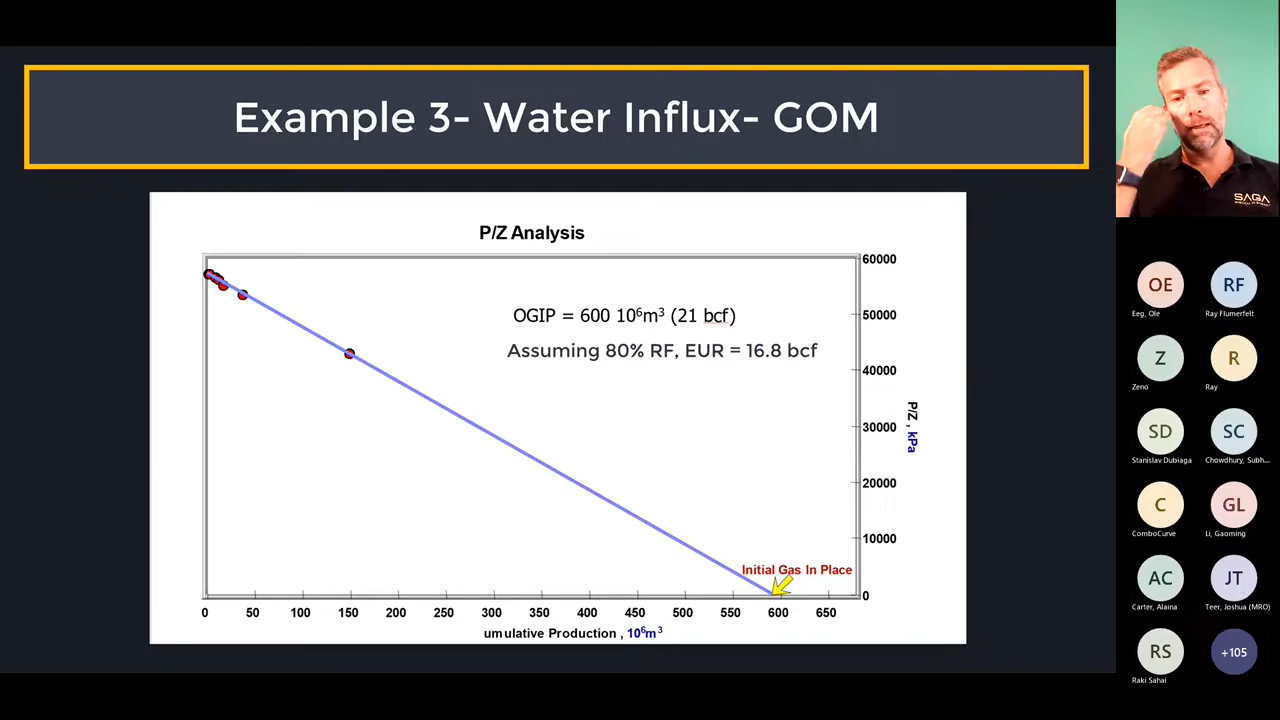 Example 3- Water Influx- GOM
P/Z Analysis
OGIP = 600 10⁶m³ (21 bcf)
Assuming 80% RF, EUR = 16.8 bcf
60000
50000
40000
30000
20000
10000
0
P/Z , kPa
Initial Gas In Place
0 50 100 150 200 250 300 350 400 450 500 550 600 650
umulative Production , 10⁶m³
SAGA
OE
Eeg, Ole
RF
Ray Flumerfelt
Z
Zeno
R
Ray
SD
Stanislav Dubiaga
SC
Chowdhury, Subh...
C
ComboCurve
GL
Li, Gaoming
AC
Carter, Alaina
JT
Teer, Joshua (MRO)
RS
Raki Sahai
+105